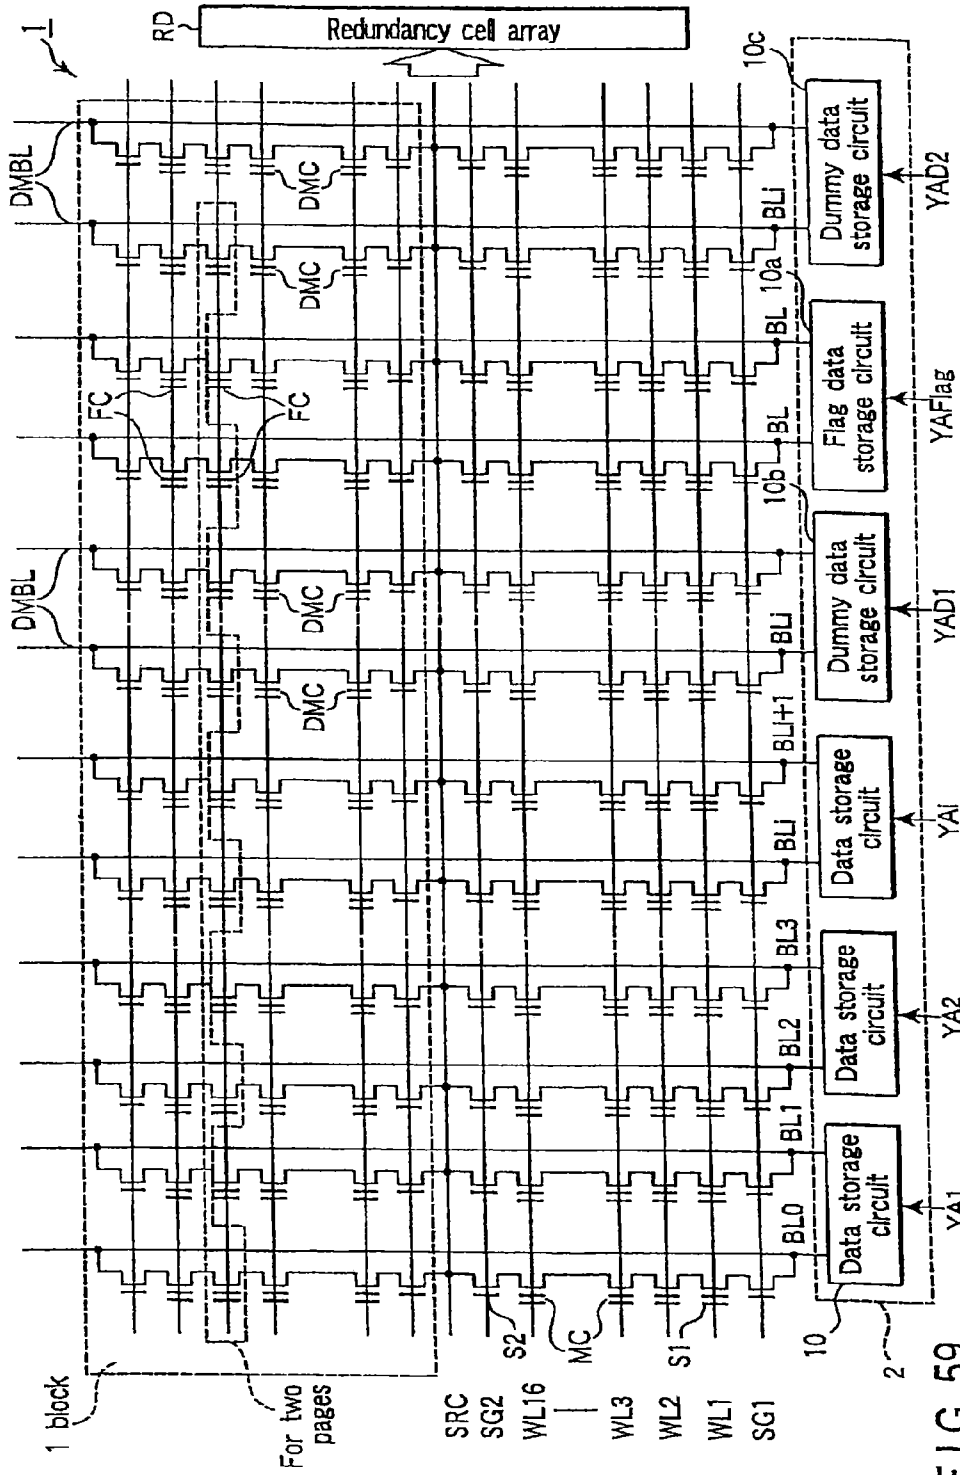 1
RD
Redundancy cell array
DMBL
DMBL
1 block
FC
FC
DMC
DMC
DMC
DMC
For two
pages
SRC
SG2
WL16
WL3
WL2
WL1
SG1
S2
MC
S1
BL0
BL1
BL2
BL3
BLi
BLi+1
BLi
BL
BL
BLi
10
10b
10a
10c
2
Data storage
circuit
Data storage
circuit
Data storage
circuit
Dummy data
storage circuit
Flag data
storage circuit
Dummy data
storage circuit
YA1
YA2
YAi
YAD1
YAFlag
YAD2
FIG. 59